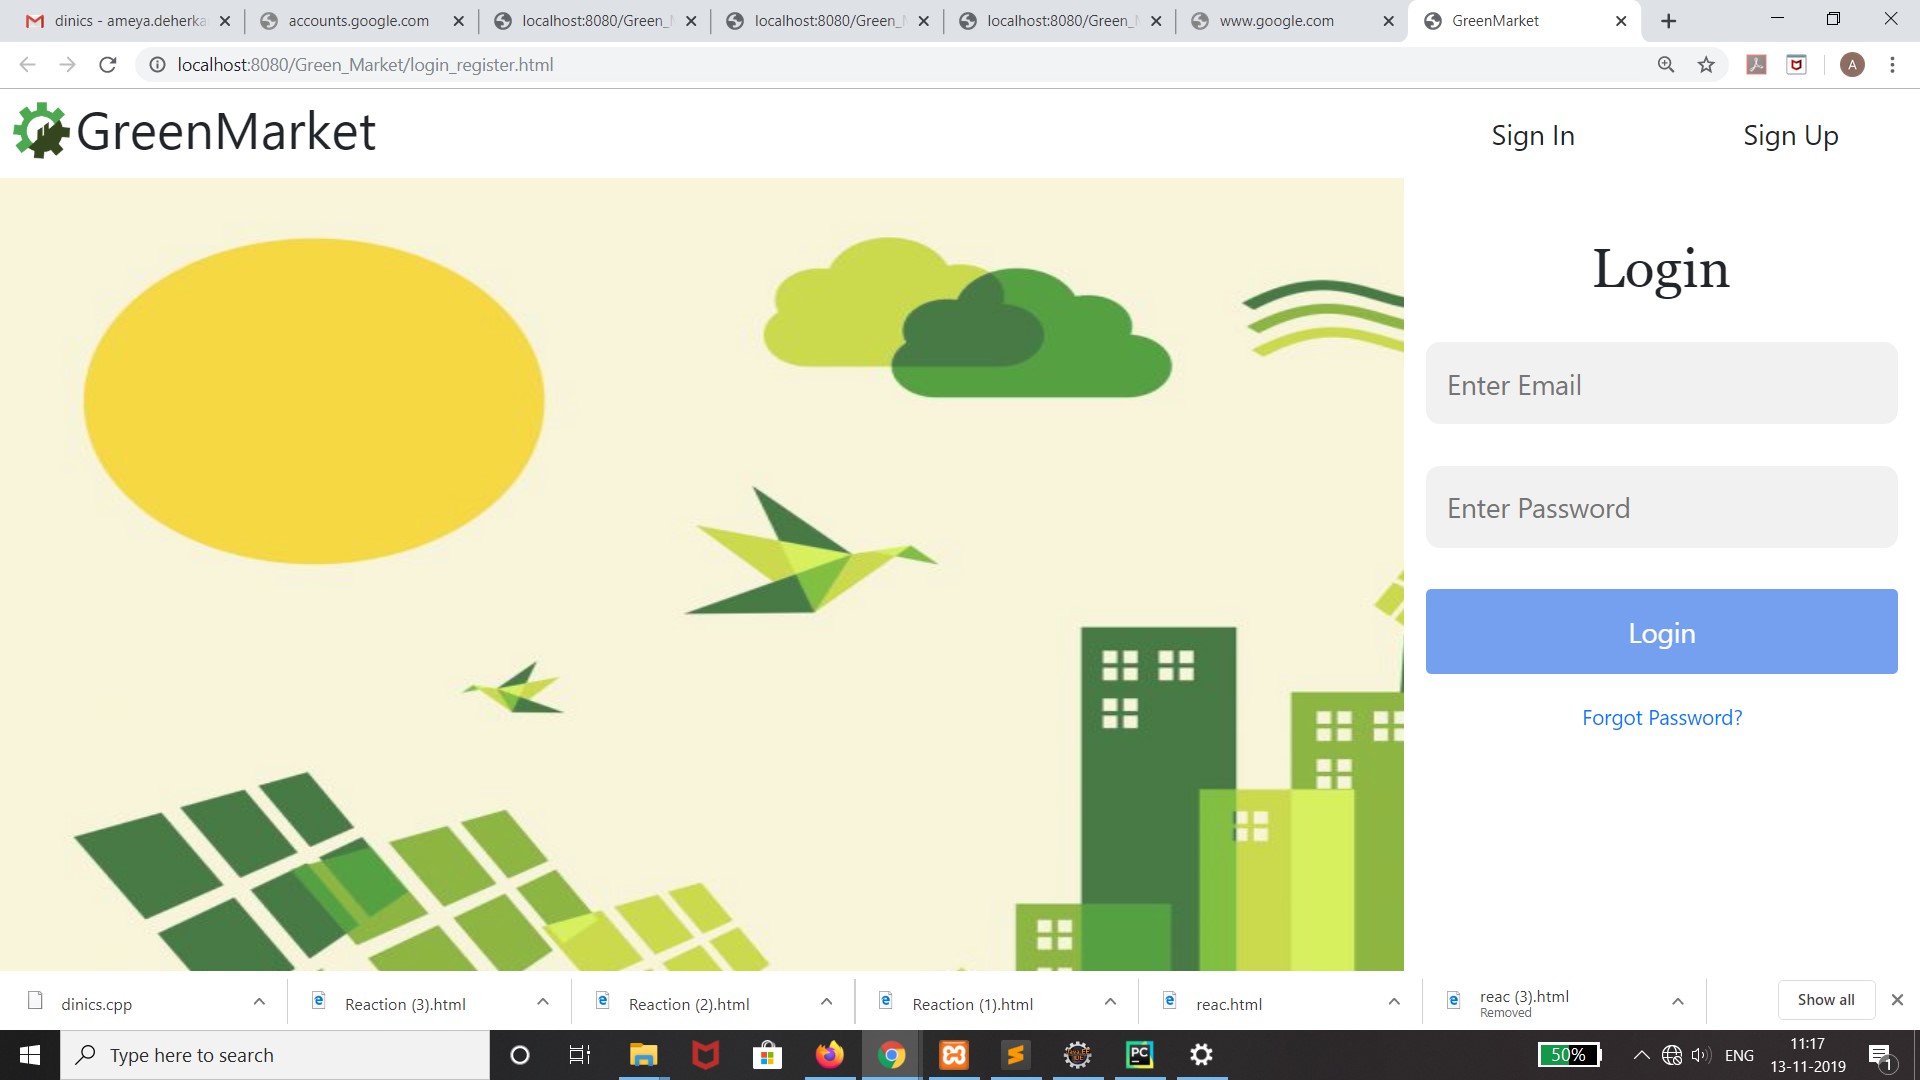 dinics - ameya.deherka
accounts.google.com
localhost:8080/Green_
localhost:8080/Green_
localhost:8080/Green_
www.google.com
GreenMarket
localhost:8080/Green_Market/login_register.html
A
GreenMarket
Sign In
Sign Up
Login
Enter Email
Enter Password
Login
Forgot Password?
dinics.cpp
Reaction (3).html
Reaction (2).html
Reaction (1).html
reac.html
reac (3).html
Removed
Show all
Type here to search
PC
50%
ENG
11:17
13-11-2019
1